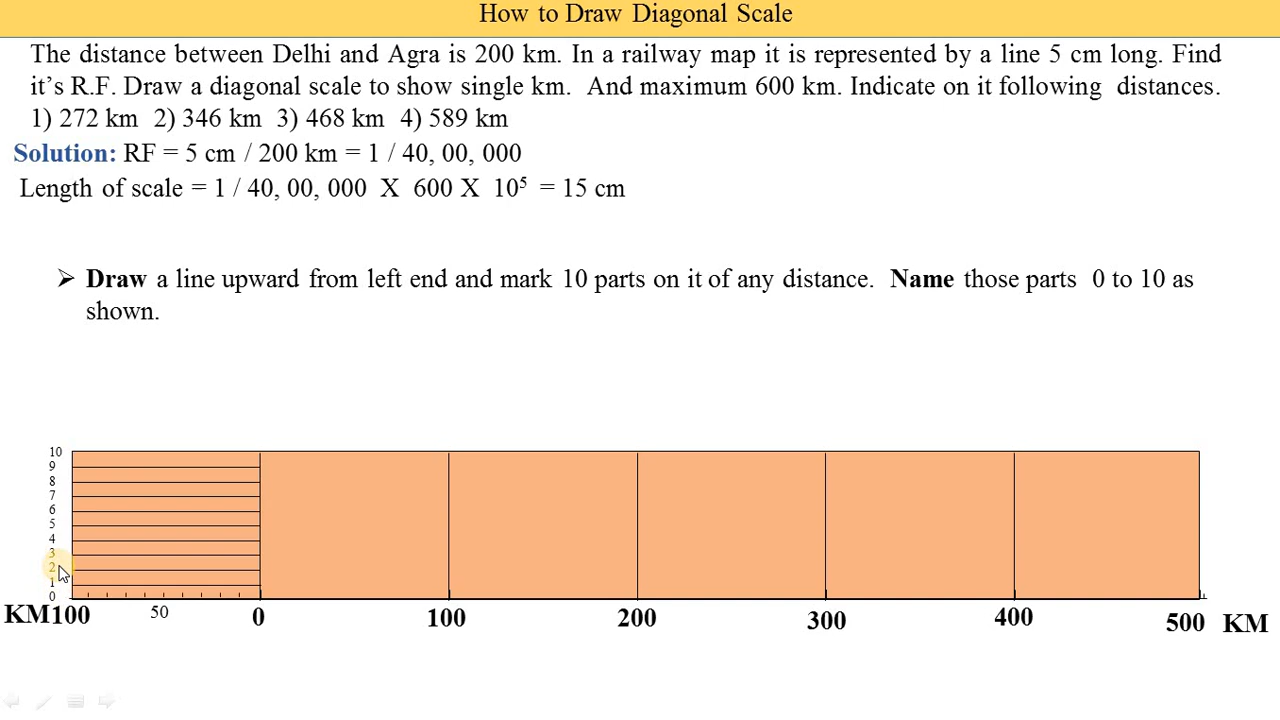 How to Draw Diagonal Scale
The distance between Delhi and Agra is 200 km. In a railway map it is represented by a line 5 cm long. Find
it’s R.F. Draw a diagonal scale to show single km. And maximum 600 km. Indicate on it following distances.
1) 272 km 2) 346 km 3) 468 km 4) 589 km
Solution: RF = 5 cm / 200 km = 1 / 40, 00, 000
Length of scale = 1 / 40, 00, 000 X 600 X 10⁵ = 15 cm
➢ Draw a line upward from left end and mark 10 parts on it of any distance. Name those parts 0 to 10 as
shown.
10
9
8
7
6
5
4
3
2
1
0
KM100 50 0 100 200 300 400 500 KM